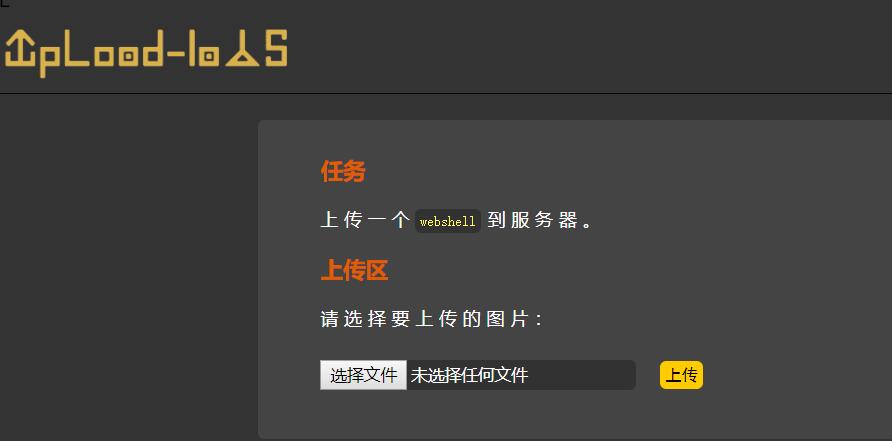 UpLoad-labS
任务
上传一个 webshell 到服务器。
上传区
请选择要上传的图片：
选择文件 未选择任何文件 上传